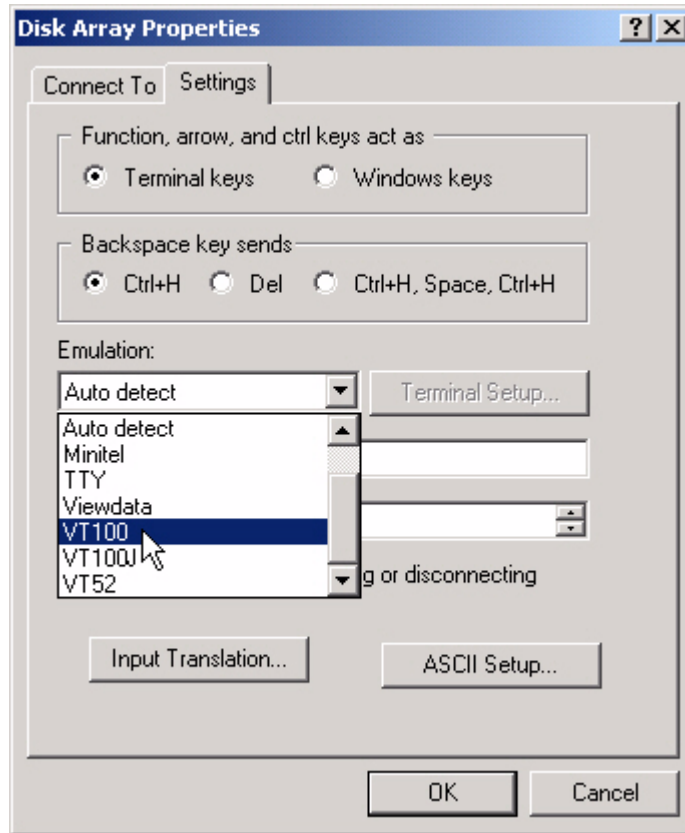 Disk Array Properties
Connect To Settings
Function, arrow, and ctrl keys act as
Terminal keys Windows keys
Backspace key sends
Ctrl+H Del Ctrl+H, Space, Ctrl+H
Emulation:
Auto detect Terminal Setup...
Auto detect
Minitel
TTY
Viewdata
VT100
VT100J
VT52
g or disconnecting
Input Translation... ASCII Setup...
OK Cancel